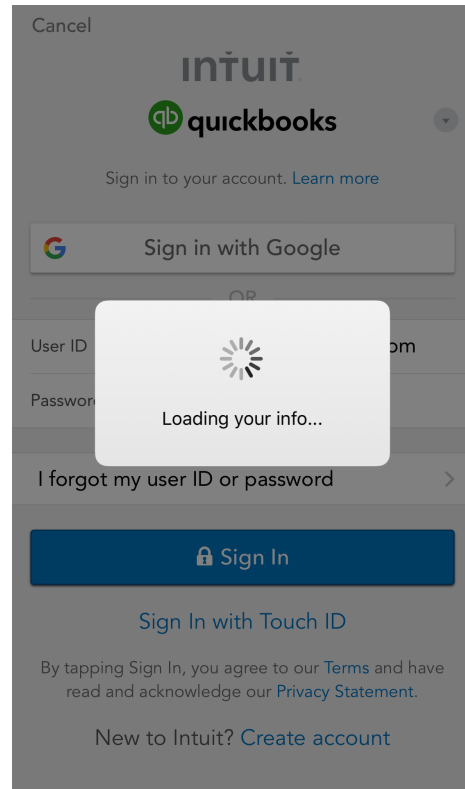 Cancel
ıntuıt
qb quickbooks
Sign in to your account. Learn more
Sign in with Google
OR
User ID om
Passwor
Loading your info...
I forgot my user ID or password
Sign In
Sign In with Touch ID
By tapping Sign In, you agree to our Terms and have
read and acknowledge our Privacy Statement.
New to Intuit? Create account